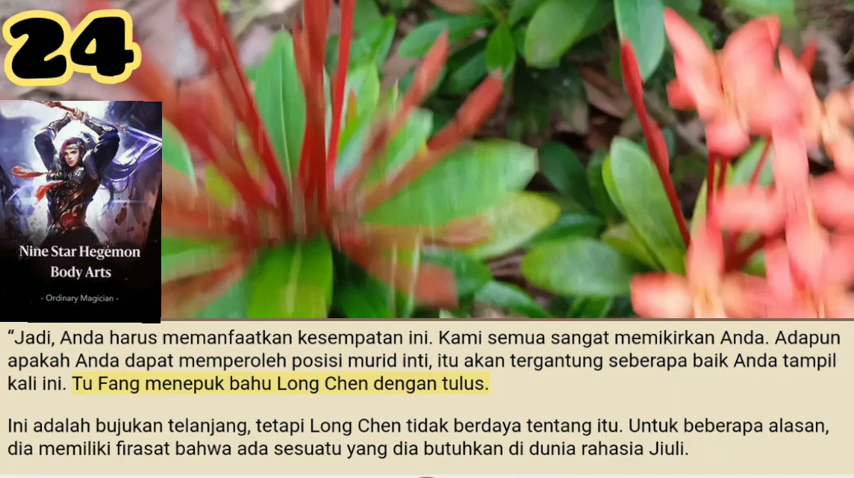 24
Nine Star Hegemon
Body Arts
- Ordinary Magician -
“Jadi, Anda harus memanfaatkan kesempatan ini. Kami semua sangat memikirkan Anda. Adapun
apakah Anda dapat memperoleh posisi murid inti, itu akan tergantung seberapa baik Anda tampil
kali ini. Tu Fang menepuk bahu Long Chen dengan tulus.
Ini adalah bujukan telanjang, tetapi Long Chen tidak berdaya tentang itu. Untuk beberapa alasan,
dia memiliki firasat bahwa ada sesuatu yang dia butuhkan di dunia rahasia Jiuli.